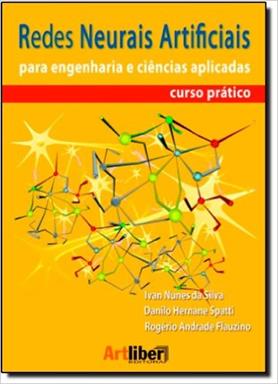 Redes Neurais Artificiais
para engenharia e ciências aplicadas
curso prático
Ivan Nunes da Silva
Danilo Hernane Spatti
Rogério Andrade Flauzino
Artliber
EDITORA